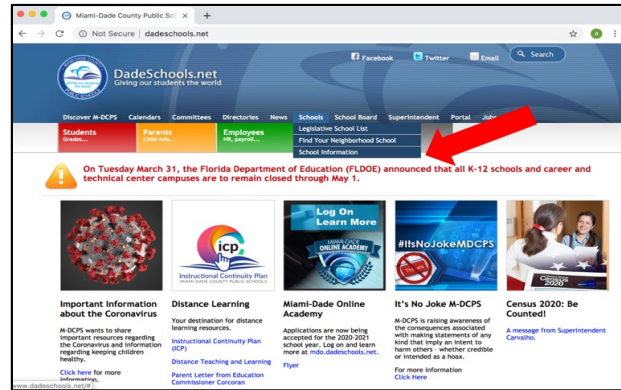 Miami-Dade County Public Sch
Not Secure | dadeschools.net
Facebook Twitter Email Search
DadeSchools.net
Giving our students the world
Discover M-DCPS Calendars Committees Directories News Schools School Board Superintendent Portal Jobs
Students Parents Employees Legislative School List
Grades... Child info... HR, payroll... Find Your Neighborhood School
School Information
On Tuesday March 31, the Florida Department of Education (FLDOE) announced that all K-12 schools and career and
technical center campuses are to remain closed through May 1.
Log On
Learn More
MIAMI-DADE
ONLINE ACADEMY
icp
Instructional Continuity Plan
MIAMI-DADE COUNTY PUBLIC SCHOOLS
#ItsNoJokeMDCPS
Census
2020
Important Information
about the Coronavirus
M-DCPS wants to share
important resources regarding
the Coronavirus and information
regarding keeping children
healthy.
Click here for more
information.
Distance Learning
Your destination for distance
learning resources.
Instructional Continuity Plan
(ICP)
Distance Teaching and Learning
Parent Letter from Education
Commissioner Corcoran
Miami-Dade Online
Academy
Applications are now being
accepted for the 2020-2021
school year. Log on and learn
more at mdo.dadeschools.net.
Flyer
It's No Joke M-DCPS
M-DCPS is raising awareness of
the consequences associated
with making statements of any
kind that imply an intent to
harm others - whether credible
or intended as a hoax.
For more information
Click Here
Census 2020: Be
Counted!
A message from Superintendent
Carvalho.
www.dadeschools.net/#